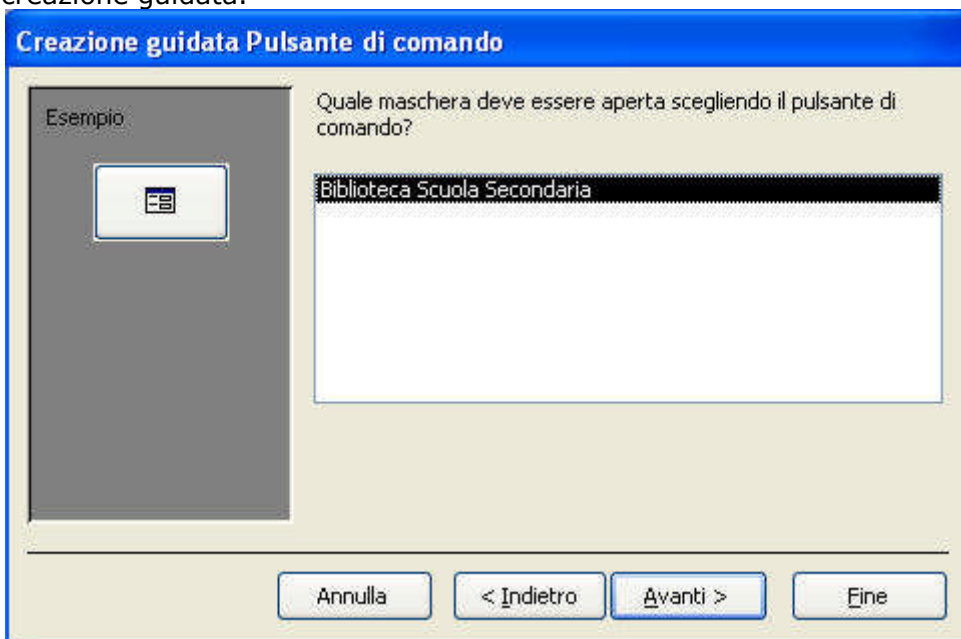 creazione guidata.
Creazione guidata Pulsante di comando
Esempio
Quale maschera deve essere aperta scegliendo il pulsante di
comando?
Biblioteca Scuola Secondaria
Annulla
< Indietro
Avanti >
Fine